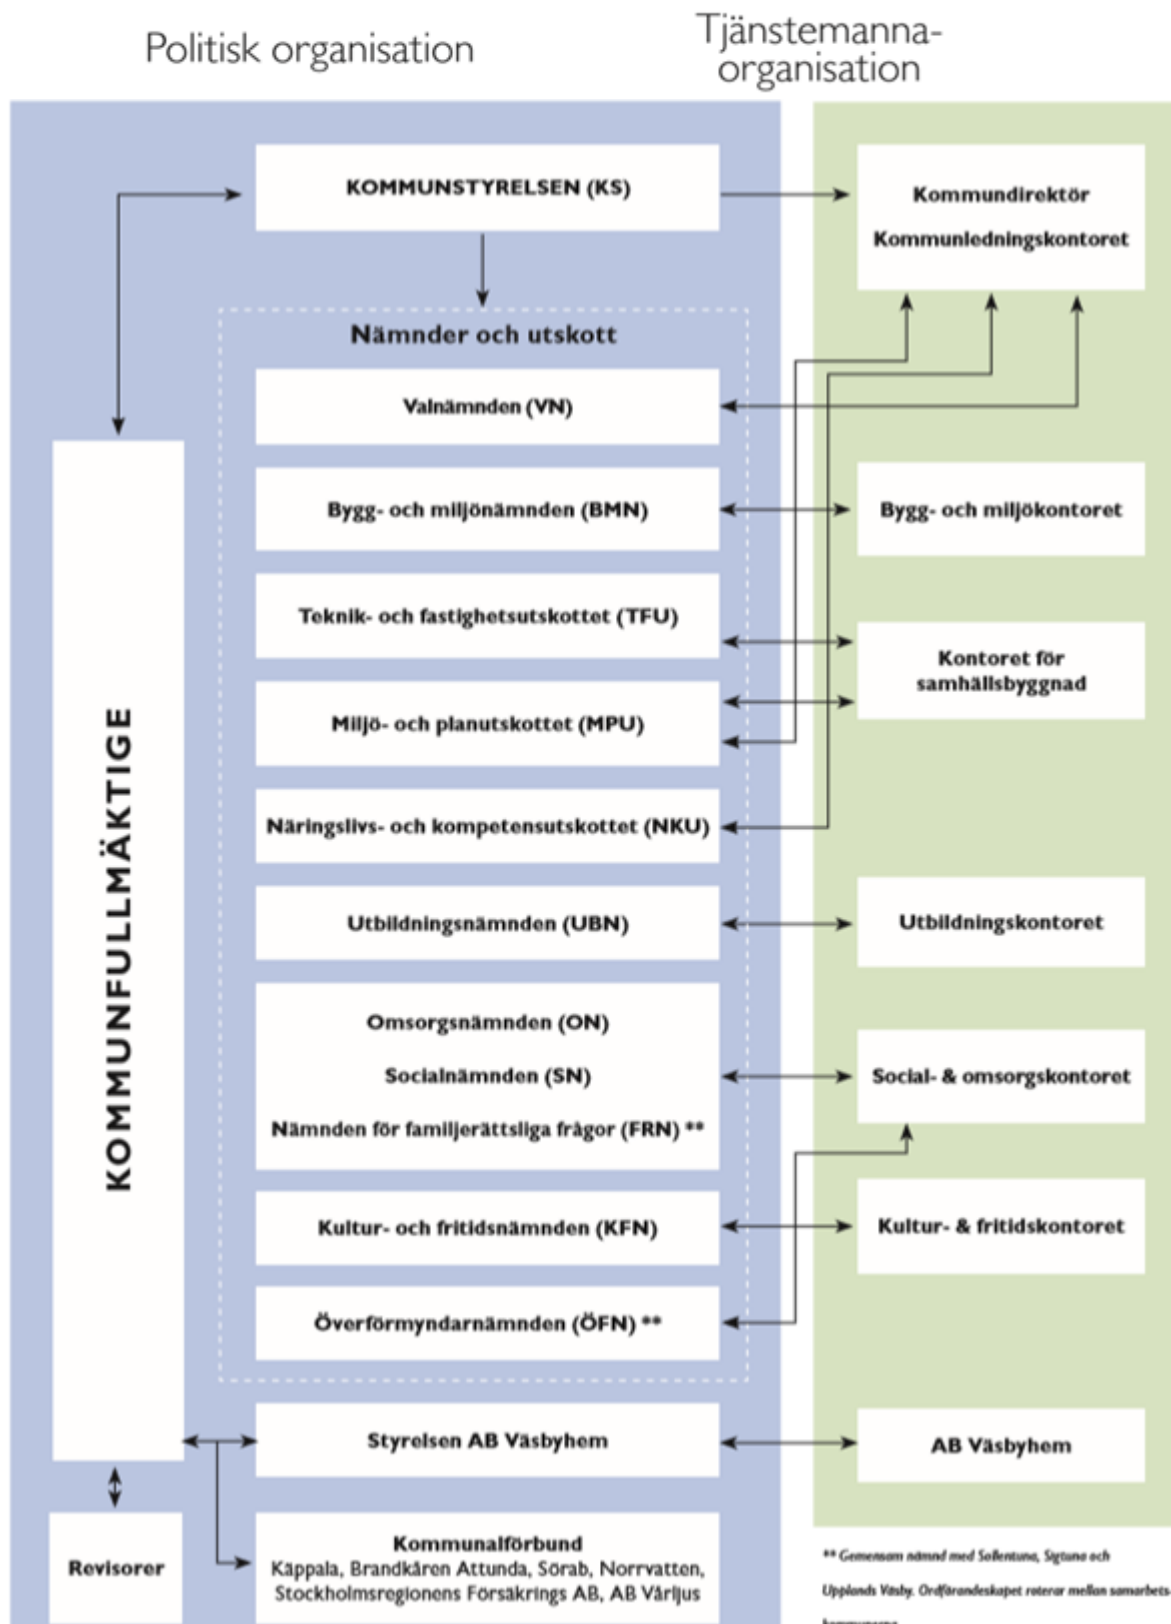 Politisk organisation
Tjänstemanna-
organisation
KOMMUNSTYRELSEN (KS)
Kommundirektör
Kommunledningskontoret
Nämnder och utskott
Valnämnden (VN)
Bygg- och miljönämnden (BMN)
Bygg- och miljökontoret
Teknik- och fastighetsutskottet (TFU)
Kontoret för
samhällsbyggnad
Miljö- och planutskottet (MPU)
Näringslivs- och kompetensutskottet (NKU)
Utbildningsnämnden (UBN)
Utbildningskontoret
KOMMUNFULLMÄKTIGE
Omsorgsnämnden (ON)
Socialnämnden (SN)
Nämnden för familjerättsliga frågor (FRN) **
Social- & omsorgskontoret
Kultur- och fritidsnämnden (KFN)
Kultur- & fritidskontoret
Överförmyndarnämnden (ÖFN) **
Styrelsen AB Väsbyhem
AB Väsbyhem
Revisorer
Kommunalförbund
Käppala, Brandkåren Attunda, Sörab, Norrvatten,
Stockholmsregionens Försäkrings AB, AB Vårljus
** Gemensam nämnd med Sollentuna, Sigtuna och
Upplands Väsby. Ordförandeskapet roterar mellan samarbets-
kommunerna